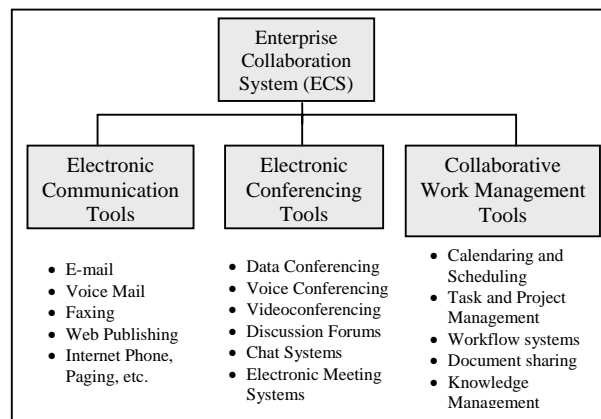 Enterprise
Collaboration
System (ECS)
Electronic
Communication
Tools
Electronic
Conferencing
Tools
Collaborative
Work Management
Tools
• E-mail
• Voice Mail
• Faxing
• Web Publishing
• Internet Phone,
Paging, etc.
• Data Conferencing
• Voice Conferencing
• Videoconferencing
• Discussion Forums
• Chat Systems
• Electronic Meeting
Systems
• Calendaring and
Scheduling
• Task and Project
Management
• Workflow systems
• Document sharing
• Knowledge
Management